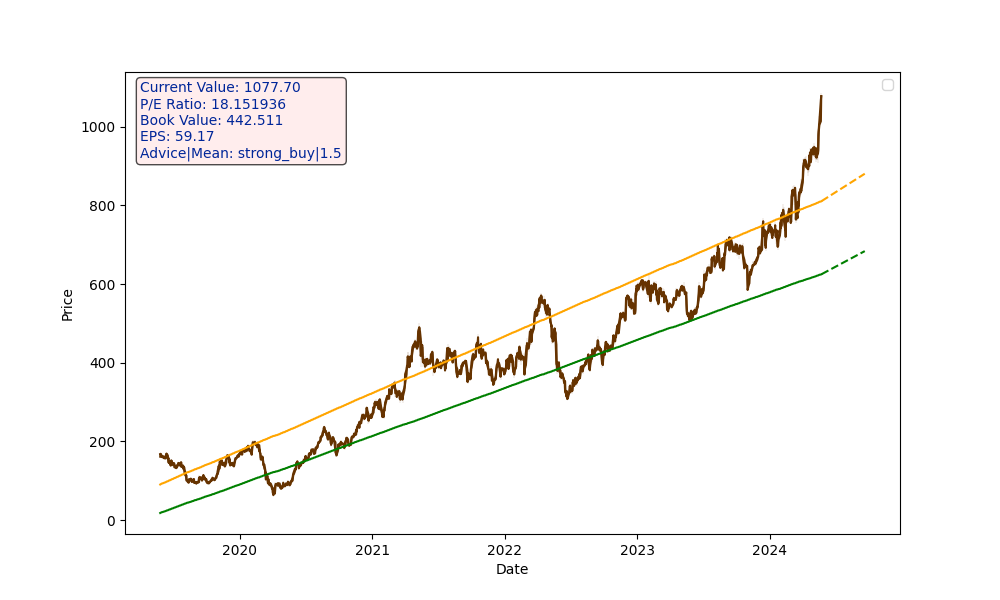 Current Value: 1077.70
P/E Ratio: 18.151936
Book Value: 442.511
EPS: 59.17
Advice|Mean: strong_buy|1.5
1000
800
600
400
200
0
Price
2020 2021 2022 2023 2024
Date